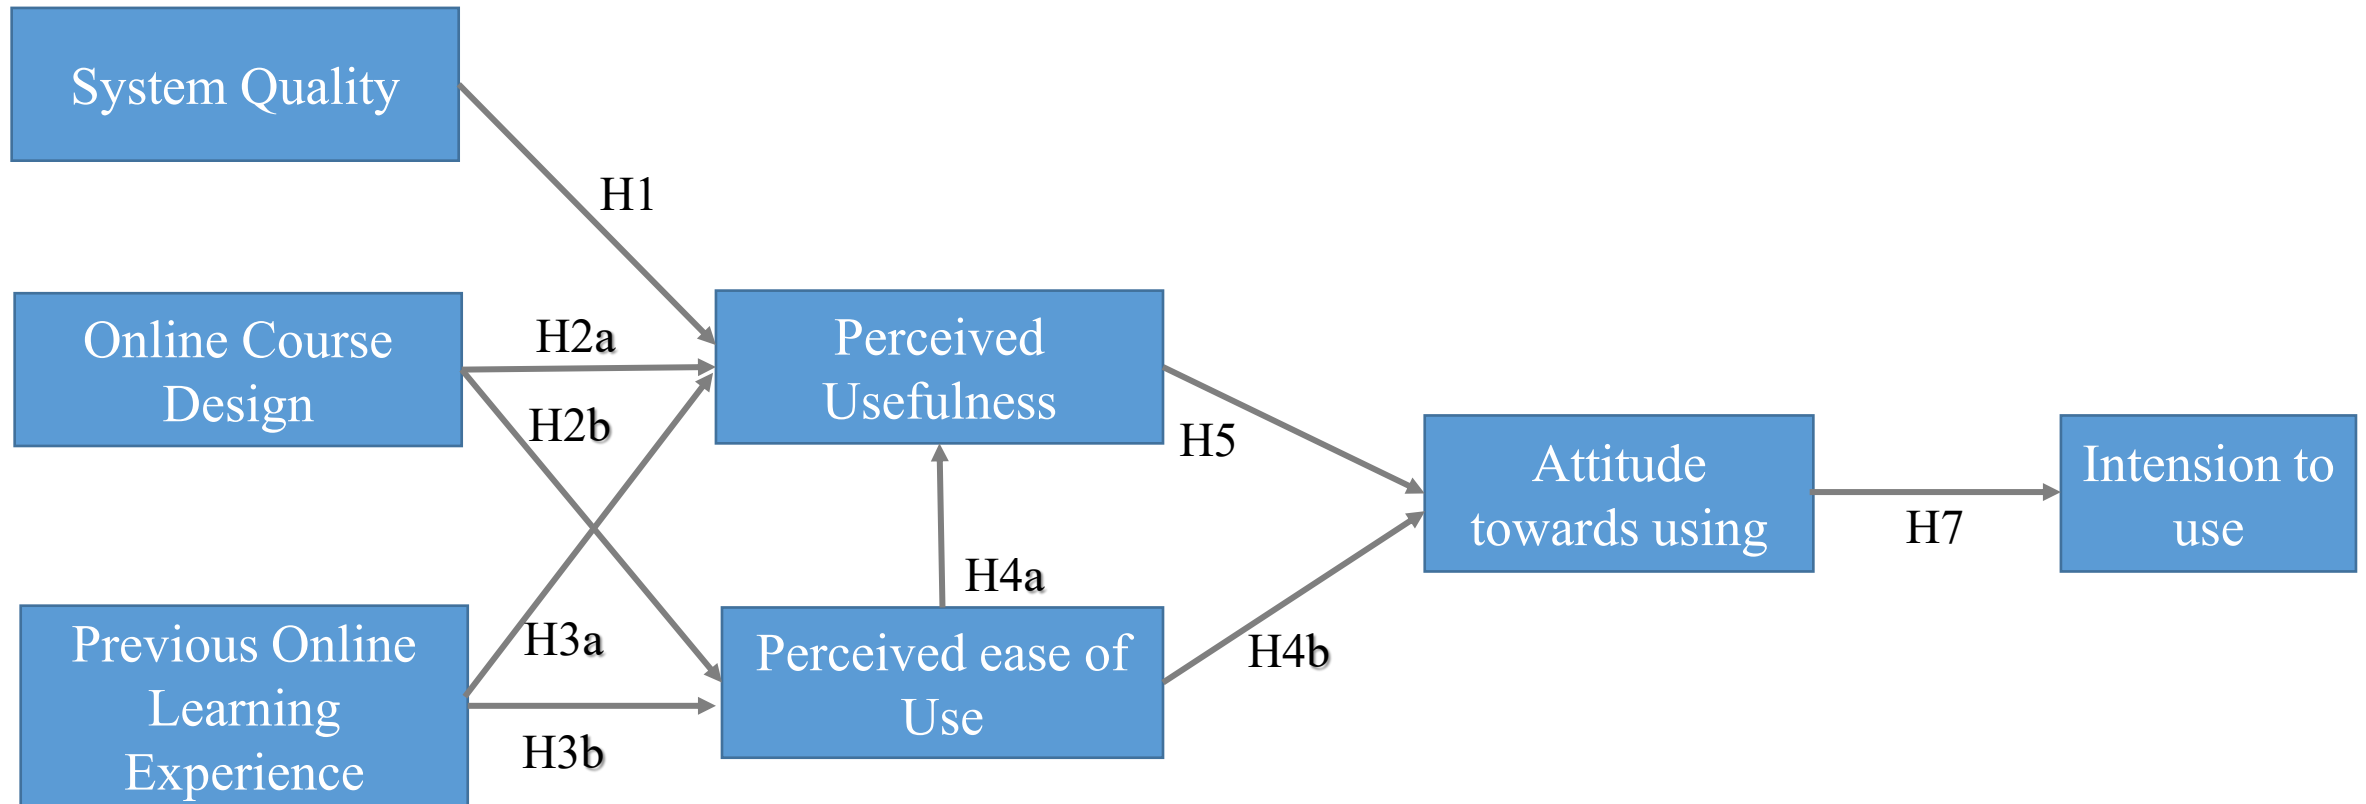 System Quality
H1
Online Course
Design
H2a
H2b
Perceived
Usefulness
H5
Attitude
towards using
H7
Intension to
use
Previous Online
Learning
Experience
H3a
H3b
H4a
Perceived ease of
Use
H4b